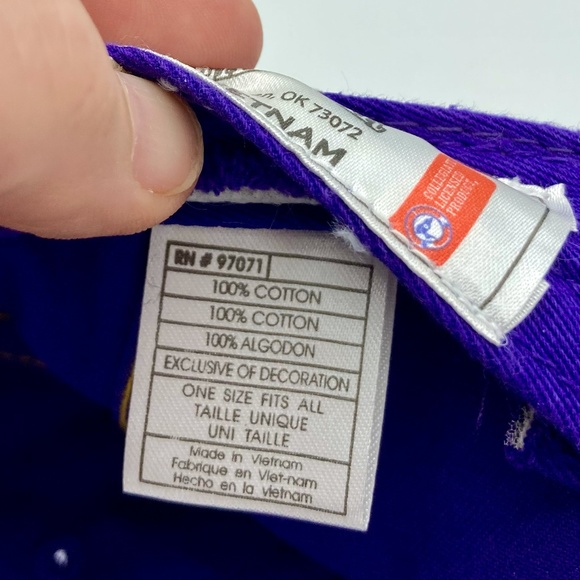 OK 73072
VIETNAM
COLLEGIATE
LICENSED
PRODUCT
RN # 97071
100% COTTON
100% COTTON
100% ALGODON
EXCLUSIVE OF DECORATION
ONE SIZE FITS ALL
TAILLE UNIQUE
UNI TAILLE
Made in Vietnam
Fabrique en Viet-nam
Hecho en la vietnam